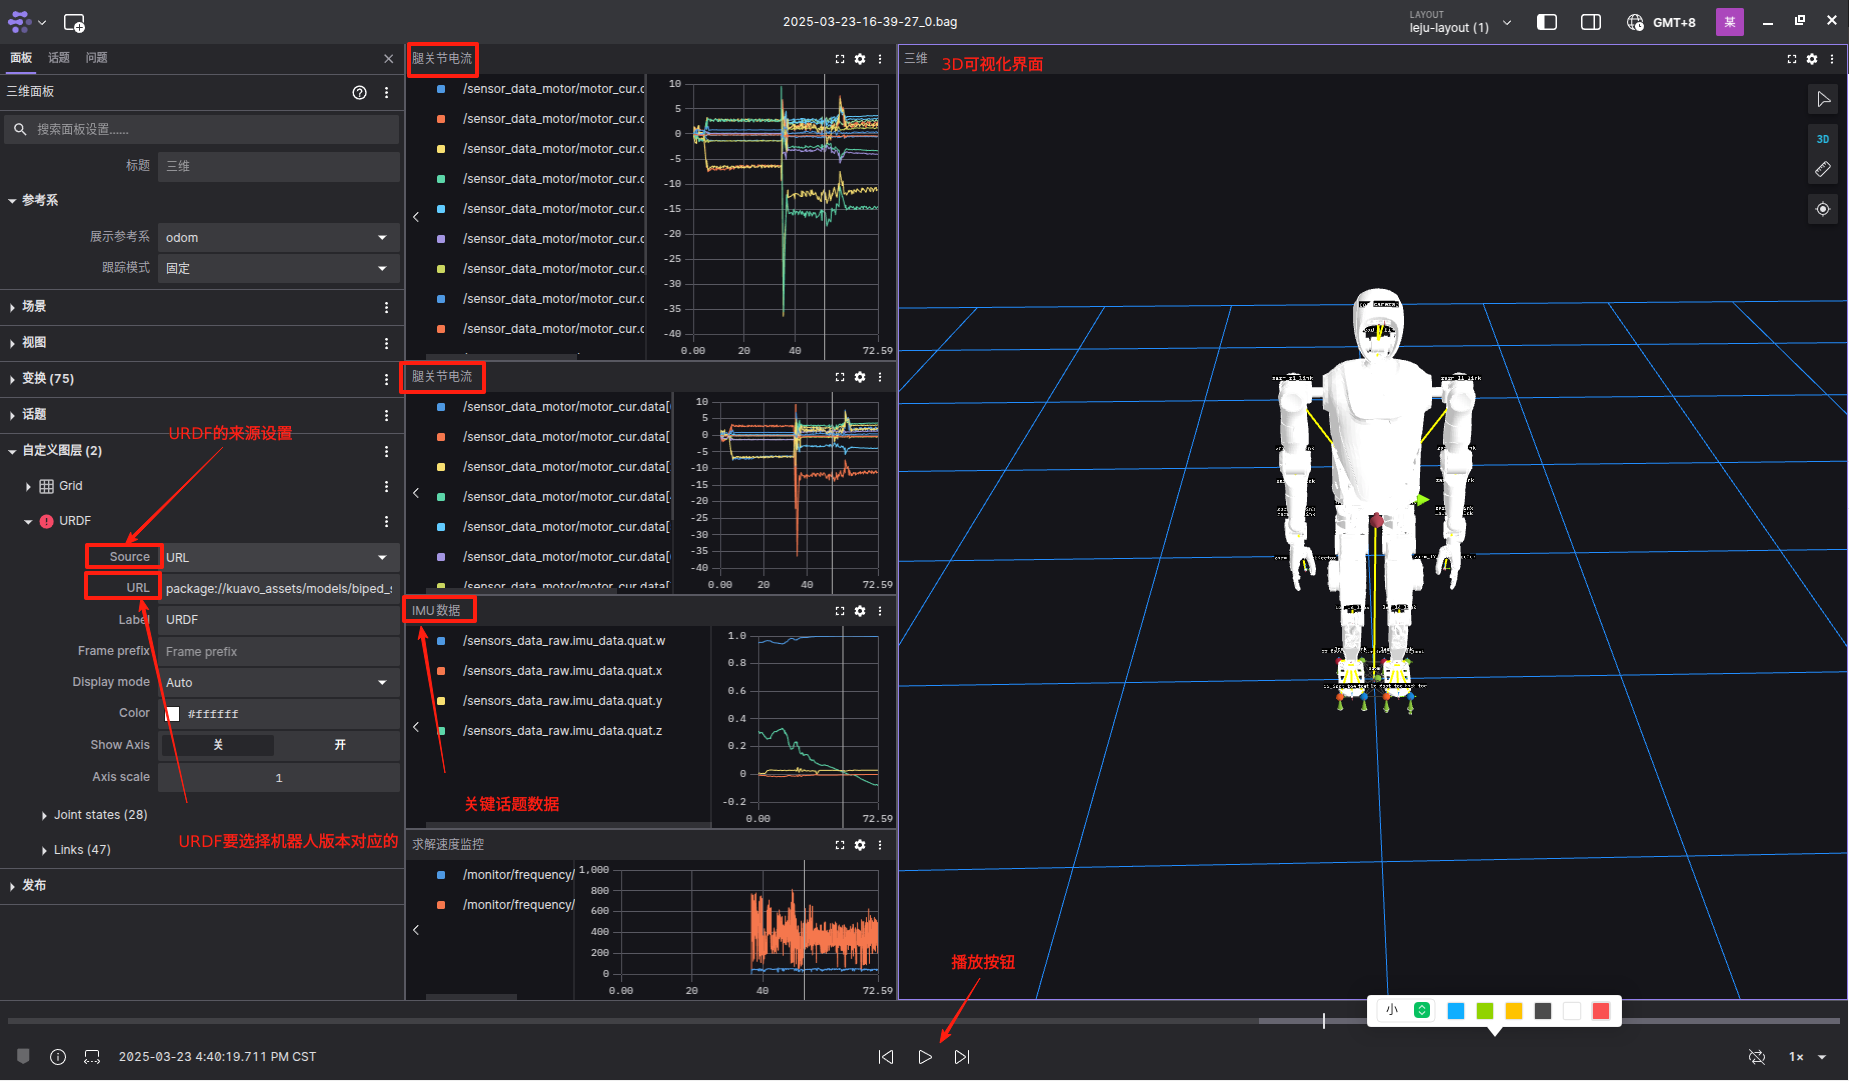 2025-03-23-16-39-27_0.bag
LAYOUT
leju-layout (1)
GMT+8
某
面板
话题
问题
三维面板
搜索面板设置......
标题
三维
参考系
展示参考系
odom
跟踪模式
固定
场景
视图
变换 (75)
话题
URDF的来源设置
自定义图层 (2)
Grid
URDF
Source
URL
URL
package://kuavo_assets/models/biped_s
Label
URDF
Frame prefix
Frame prefix
Display mode
Auto
Color
#ffffff
Show Axis
关
开
Axis scale
1
Joint states (28)
URDF要选择机器人版本对应的
Links (47)
发布
腿关节电流
/sensor_data_motor/motor_cur.c
/sensor_data_motor/motor_cur.c
/sensor_data_motor/motor_cur.c
/sensor_data_motor/motor_cur.c
/sensor_data_motor/motor_cur.c
/sensor_data_motor/motor_cur.c
/sensor_data_motor/motor_cur.c
/sensor_data_motor/motor_cur.c
/sensor_data_motor/motor_cur.c
10
5
0
-5
-10
-15
-20
-25
-30
-35
-40
0.00
20
40
72.59
腿关节电流
/sensor_data_motor/motor_cur.data[
/sensor_data_motor/motor_cur.data[
/sensor_data_motor/motor_cur.data[
/sensor_data_motor/motor_cur.data[
/sensor_data_motor/motor_cur.data[
/sensor_data_motor/motor_cur.data[
/sensor_data_motor/motor_cur.data[
10
5
0
-5
-10
-15
-20
-25
-30
-35
-40
0.00
20
40
72.59
IMU数据
/sensors_data_raw.imu_data.quat.w
/sensors_data_raw.imu_data.quat.x
/sensors_data_raw.imu_data.quat.y
/sensors_data_raw.imu_data.quat.z
关键话题数据
1.0
0.8
0.6
0.4
0.2
0
-0.2
0.00
72.59
求解速度监控
/monitor/frequency/
/monitor/frequency/
1,000
800
600
400
200
0
0.00
20
40
72.59
三维
3D可视化界面
3D
播放按钮
小
2025-03-23 4:40:19.711 PM CST
1×